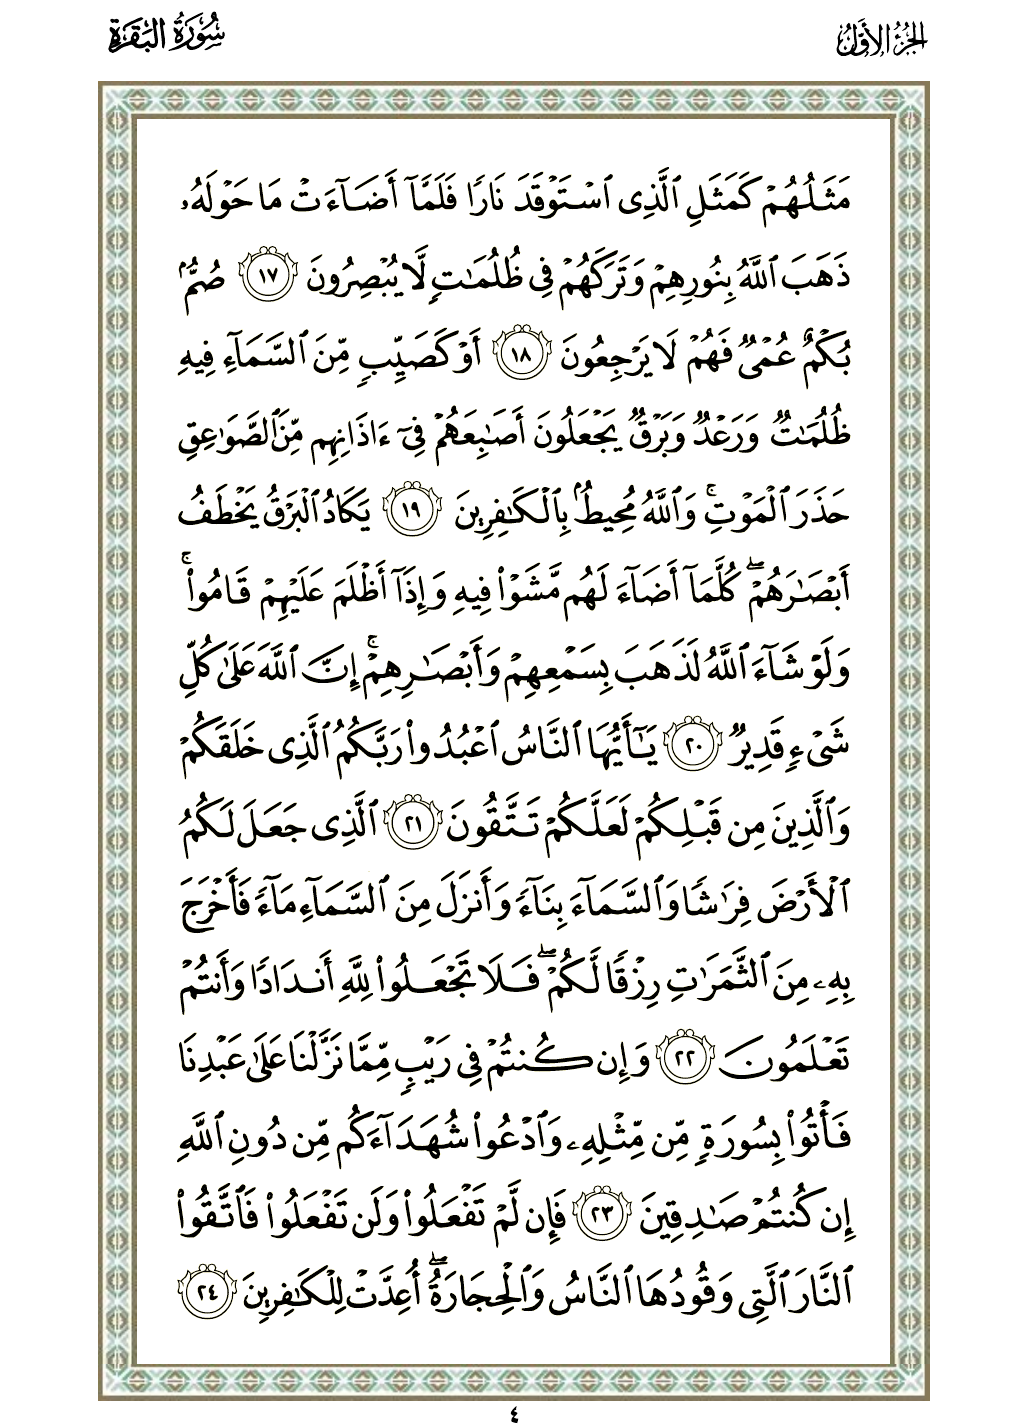 الجزء الأول
سورة البقرة
مَثَلُهُمْ كَمَثَلِ ٱلَّذِى ٱسْتَوْقَدَ نَارًا فَلَمَّآ أَضَآءَتْ مَا حَوْلَهُۥ
ذَهَبَ ٱللَّهُ بِنُورِهِمْ وَتَرَكَهُمْ فِى ظُلُمَـٰتٍ لَّا يُبْصِرُونَ ١٧ صُمٌّۢ
بُكْمٌ عُمْىٌ فَهُمْ لَا يَرْجِعُونَ ١٨ أَوْ كَصَيِّبٍ مِّنَ ٱلسَّمَآءِ فِيهِ
ظُلُمَـٰتٌ وَرَعْدٌ وَبَرْقٌ يَجْعَلُونَ أَصَـٰبِعَهُمْ فِىٓ ءَاذَانِهِم مِّنَ ٱلصَّوَٰعِقِ
حَذَرَ ٱلْمَوْتِ ۚ وَٱللَّهُ مُحِيطٌۢ بِٱلْكَـٰفِرِينَ ١٩ يَكَادُ ٱلْبَرْقُ يَخْطَفُ
أَبْصَـٰرَهُمْ ۖ كُلَّمَآ أَضَآءَ لَهُم مَّشَوْا۟ فِيهِ وَإِذَآ أَظْلَمَ عَلَيْهِمْ قَامُوا۟ ۚ
وَلَوْ شَآءَ ٱللَّهُ لَذَهَبَ بِسَمْعِهِمْ وَأَبْصَـٰرِهِمْ ۚ إِنَّ ٱللَّهَ عَلَىٰ كُلِّ
شَىْءٍ قَدِيرٌ ٢٠ يَـٰٓأَيُّهَا ٱلنَّاسُ ٱعْبُدُوا۟ رَبَّكُمُ ٱلَّذِى خَلَقَكُمْ
وَٱلَّذِينَ مِن قَبْلِكُمْ لَعَلَّكُمْ تَتَّقُونَ ٢١ ٱلَّذِى جَعَلَ لَكُمُ
ٱلْأَرْضَ فِرَٰشًا وَٱلسَّمَآءَ بِنَآءً وَأَنزَلَ مِنَ ٱلسَّمَآءِ مَآءً فَأَخْرَجَ
بِهِۦ مِنَ ٱلثَّمَرَٰتِ رِزْقًا لَّكُمْ ۖ فَلَا تَجْعَلُوا۟ لِلَّهِ أَندَادًا وَأَنتُمْ
تَعْلَمُونَ ٢٢ وَإِن كُنتُمْ فِى رَيْبٍ مِّمَّا نَزَّلْنَا عَلَىٰ عَبْدِنَا
فَأْتُوا۟ بِسُورَةٍ مِّن مِّثْلِهِۦ وَٱدْعُوا۟ شُهَدَآءَكُم مِّن دُونِ ٱللَّهِ
إِن كُنتُمْ صَـٰدِقِينَ ٢٣ فَإِن لَّمْ تَفْعَلُوا۟ وَلَن تَفْعَلُوا۟ فَٱتَّقُوا۟
ٱلنَّارَ ٱلَّتِى وَقُودُهَا ٱلنَّاسُ وَٱلْحِجَارَةُ ۖ أُعِدَّتْ لِلْكَـٰفِرِينَ ٢٤
٤